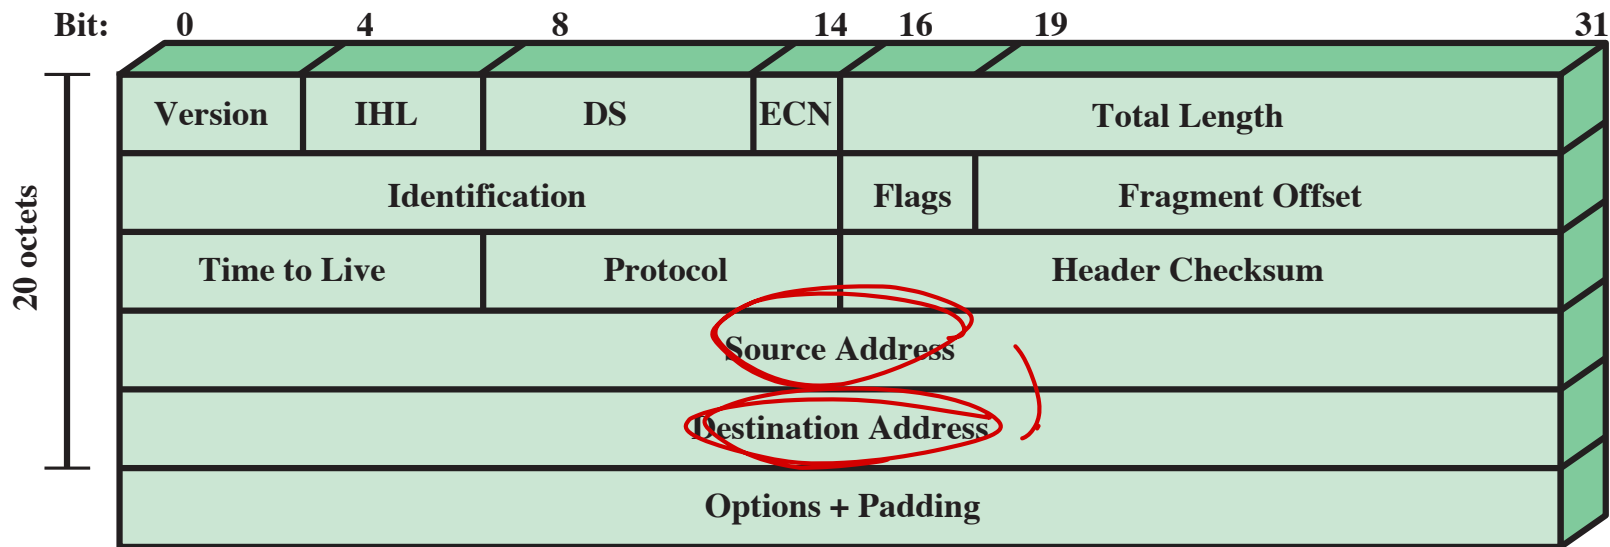 Bit: 0 4 8 14 16 19 31
Version IHL DS ECN Total Length
Identification Flags Fragment Offset
Time to Live Protocol Header Checksum
Source Address
Destination Address
Options + Padding
20 octets